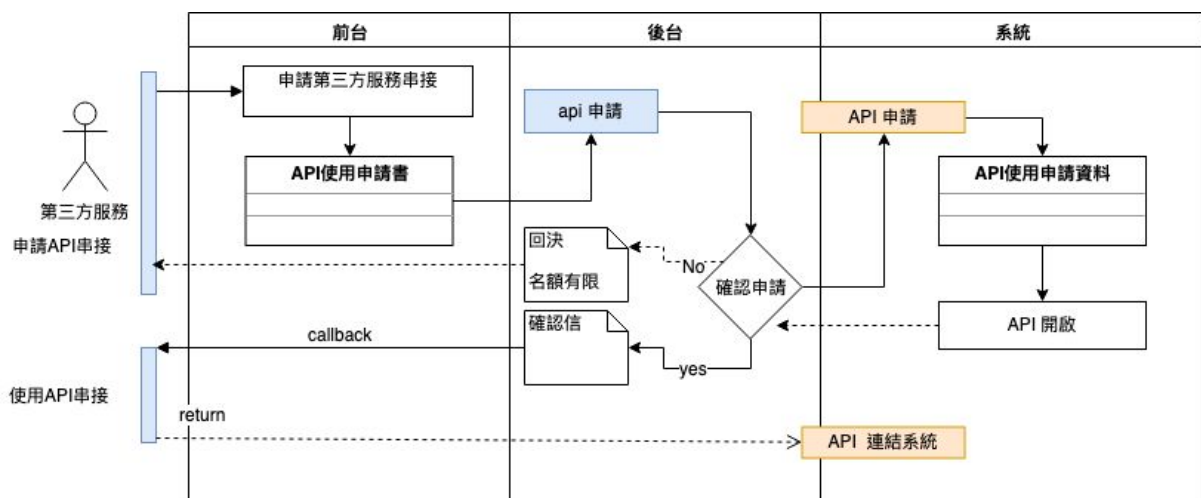 前台
後台
系統
申請第三方服務串接
api 申請
API 申請
API使用申請書
API使用申請資料
第三方服務
申請API串接
回決
名額有限
No
確認申請
確認信
API 開啟
callback
yes
使用API串接
return
API 連結系統